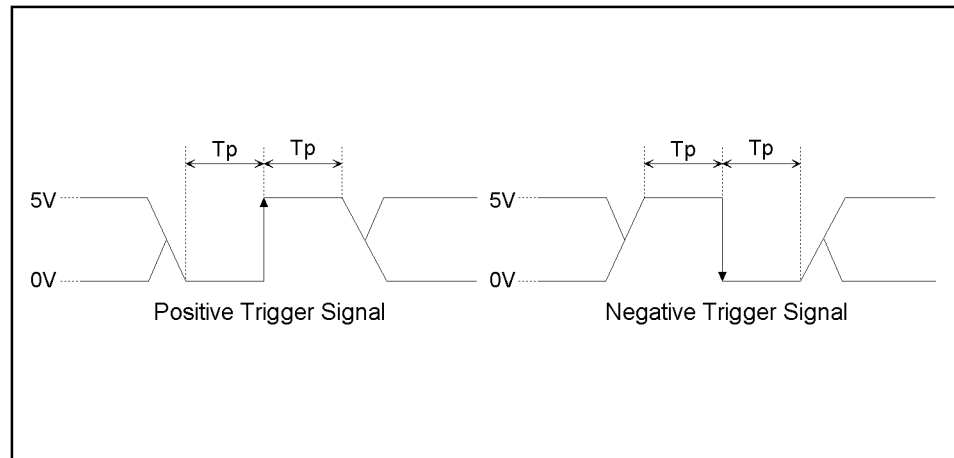 Tp Tp
5V
0V
Positive Trigger Signal
Tp Tp
5V
0V
Negative Trigger Signal